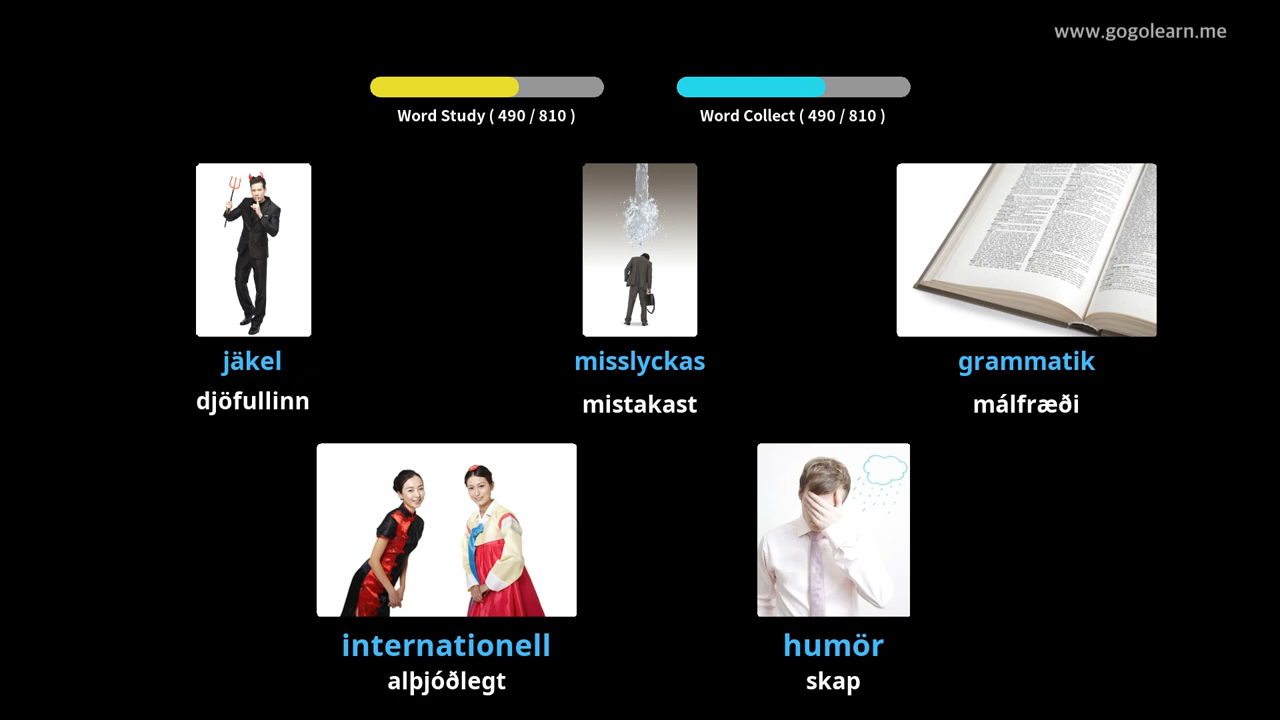 www.gogolearn.me
Word Study ( 490 / 810 )
Word Collect ( 490 / 810 )
jäkel
djöfullinn
misslyckas
mistakast
grammatik
málfræði
internationell
alþjóðlegt
humör
skap